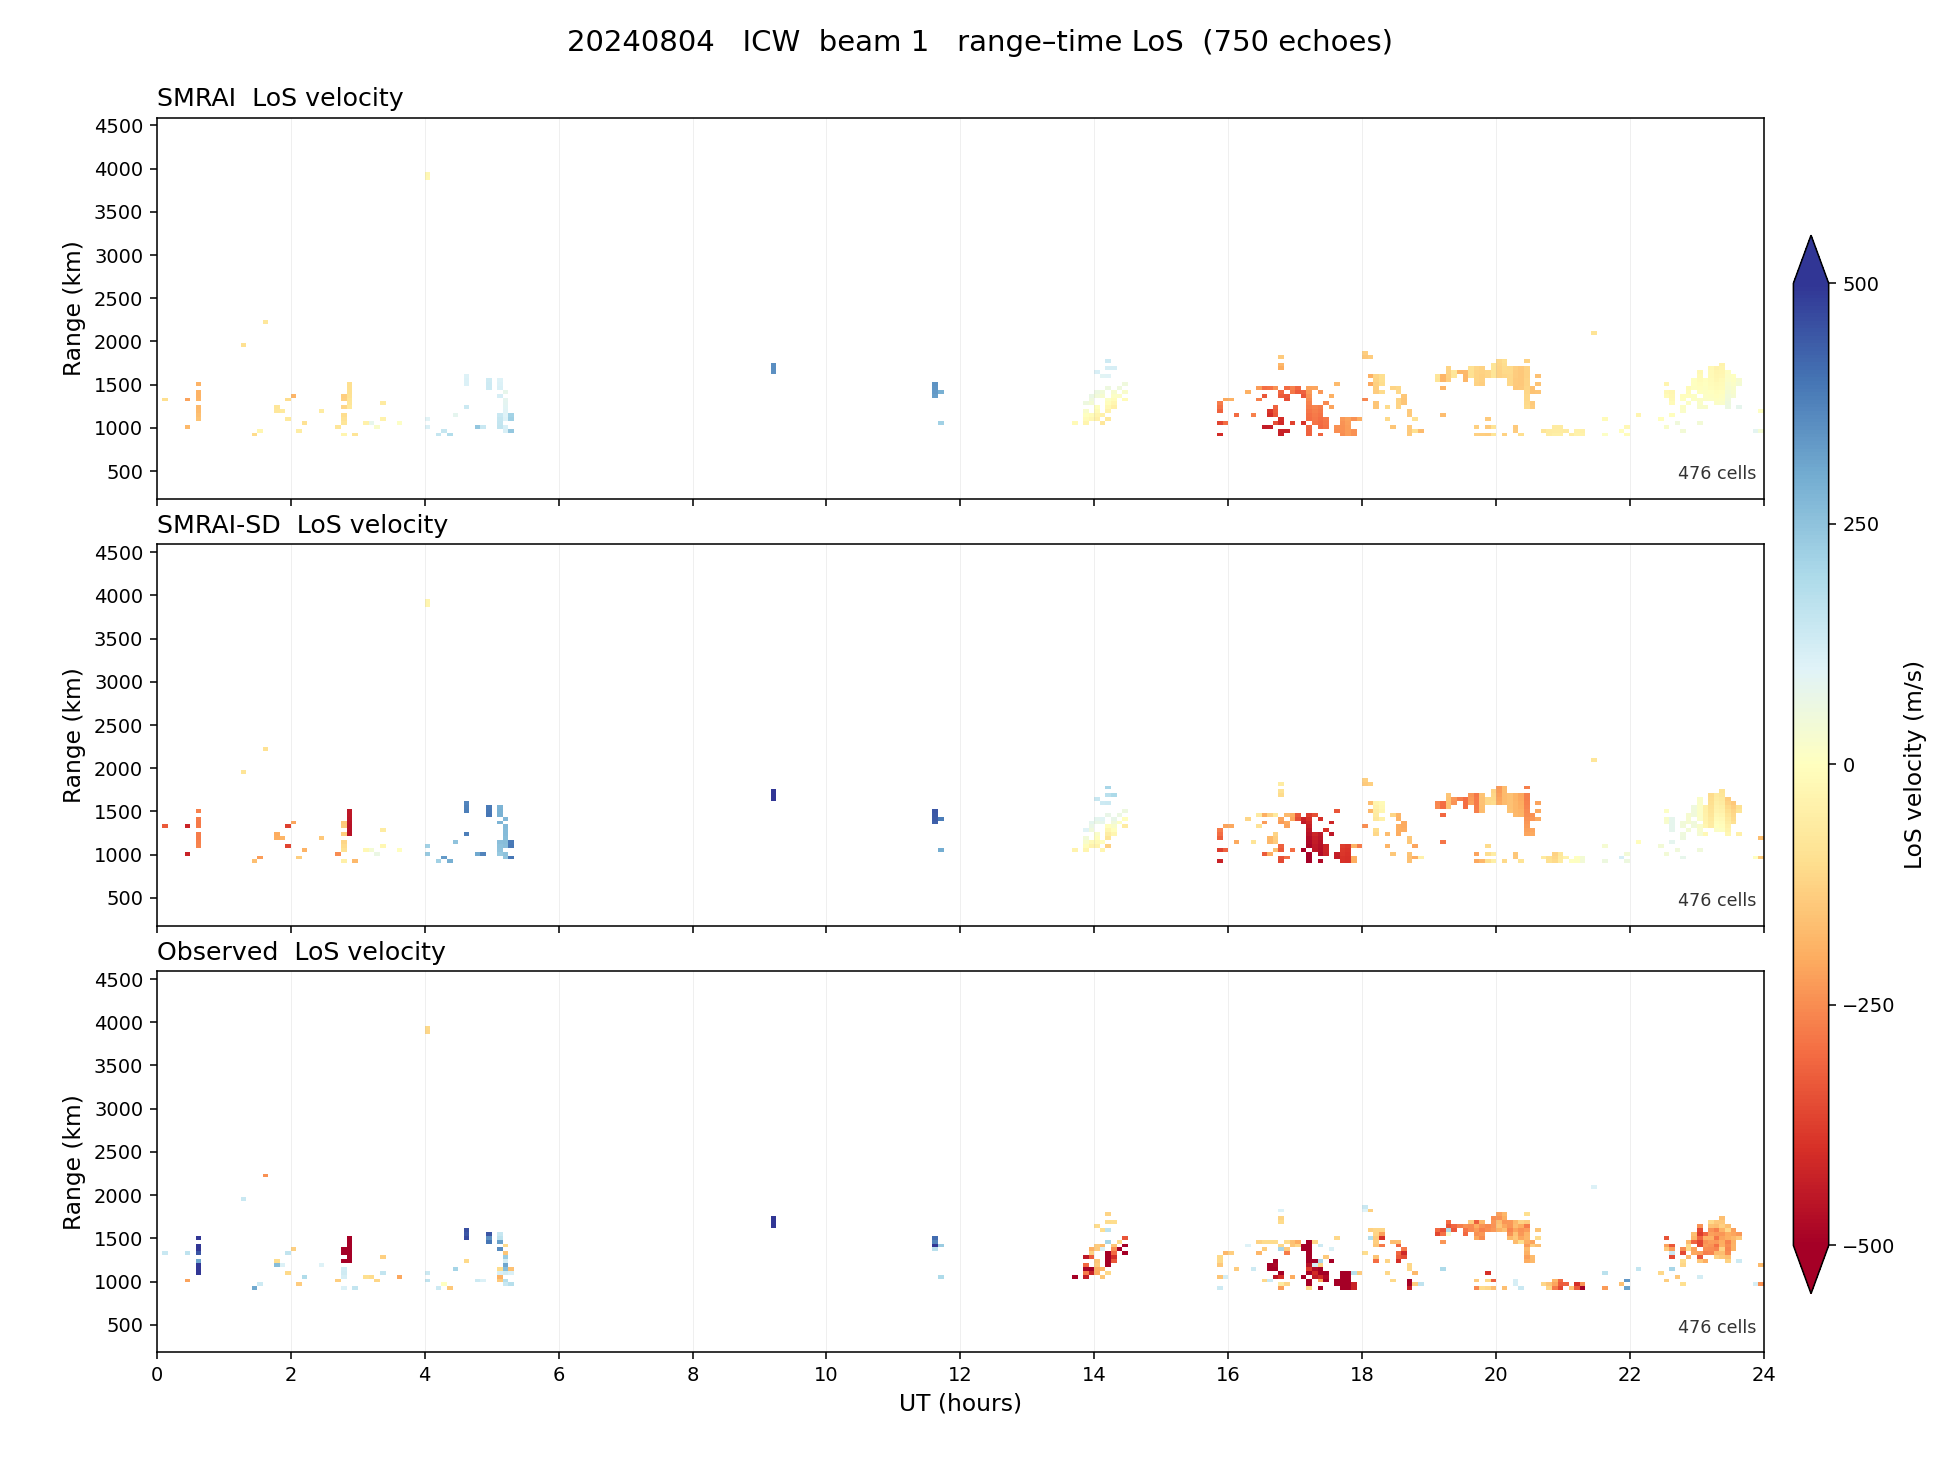 20240804   ICW  beam 1   range–time LoS  (750 echoes)
SMRAI  LoS velocity
4500
4000
3500
3000
2500
2000
1500
1000
500
Range (km)
476 cells
SMRAI-SD  LoS velocity
4500
4000
3500
3000
2500
2000
1500
1000
500
Range (km)
476 cells
Observed  LoS velocity
4500
4000
3500
3000
2500
2000
1500
1000
500
Range (km)
476 cells
0 2 4 6 8 10 12 14 16 18 20 22 24
UT (hours)
500
250
0
−250
−500
LoS velocity (m/s)